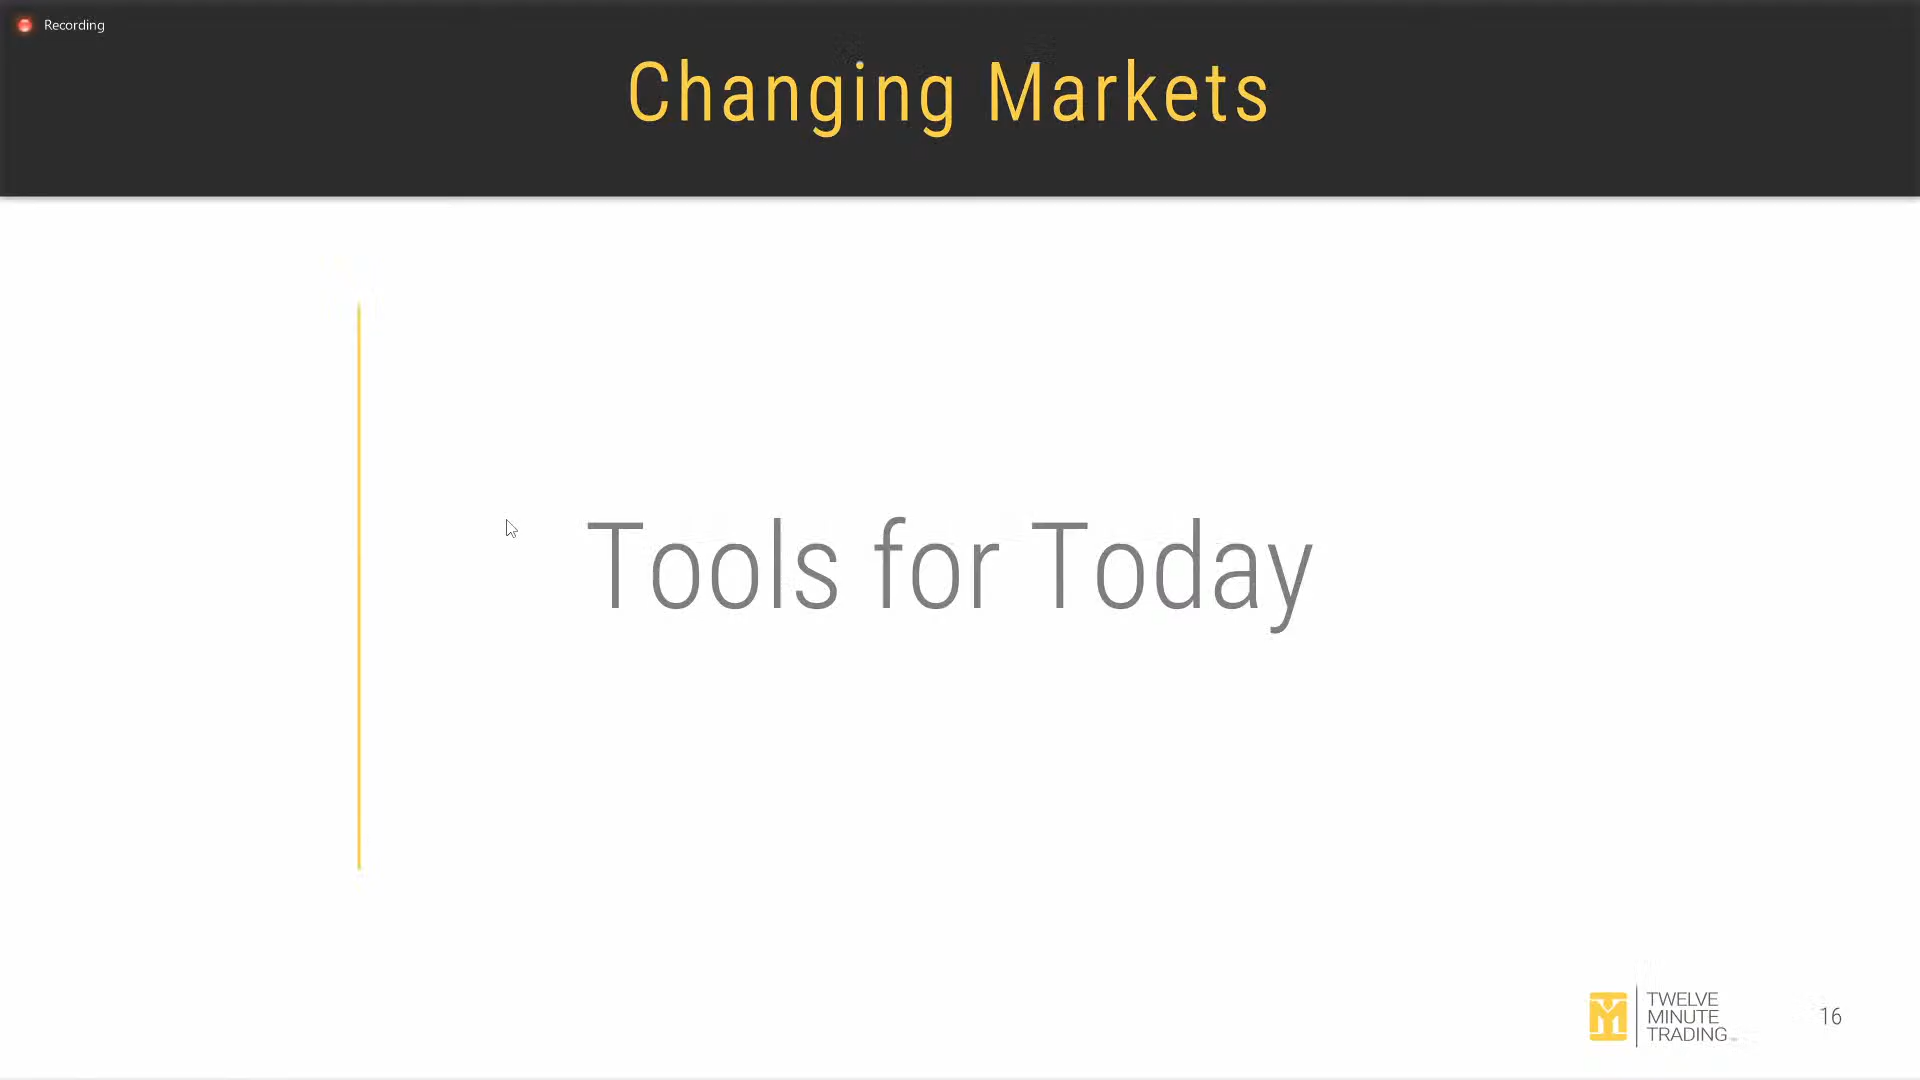 Recording
Changing Markets
Tools for Today
TWELVE
MINUTE
TRADING
16